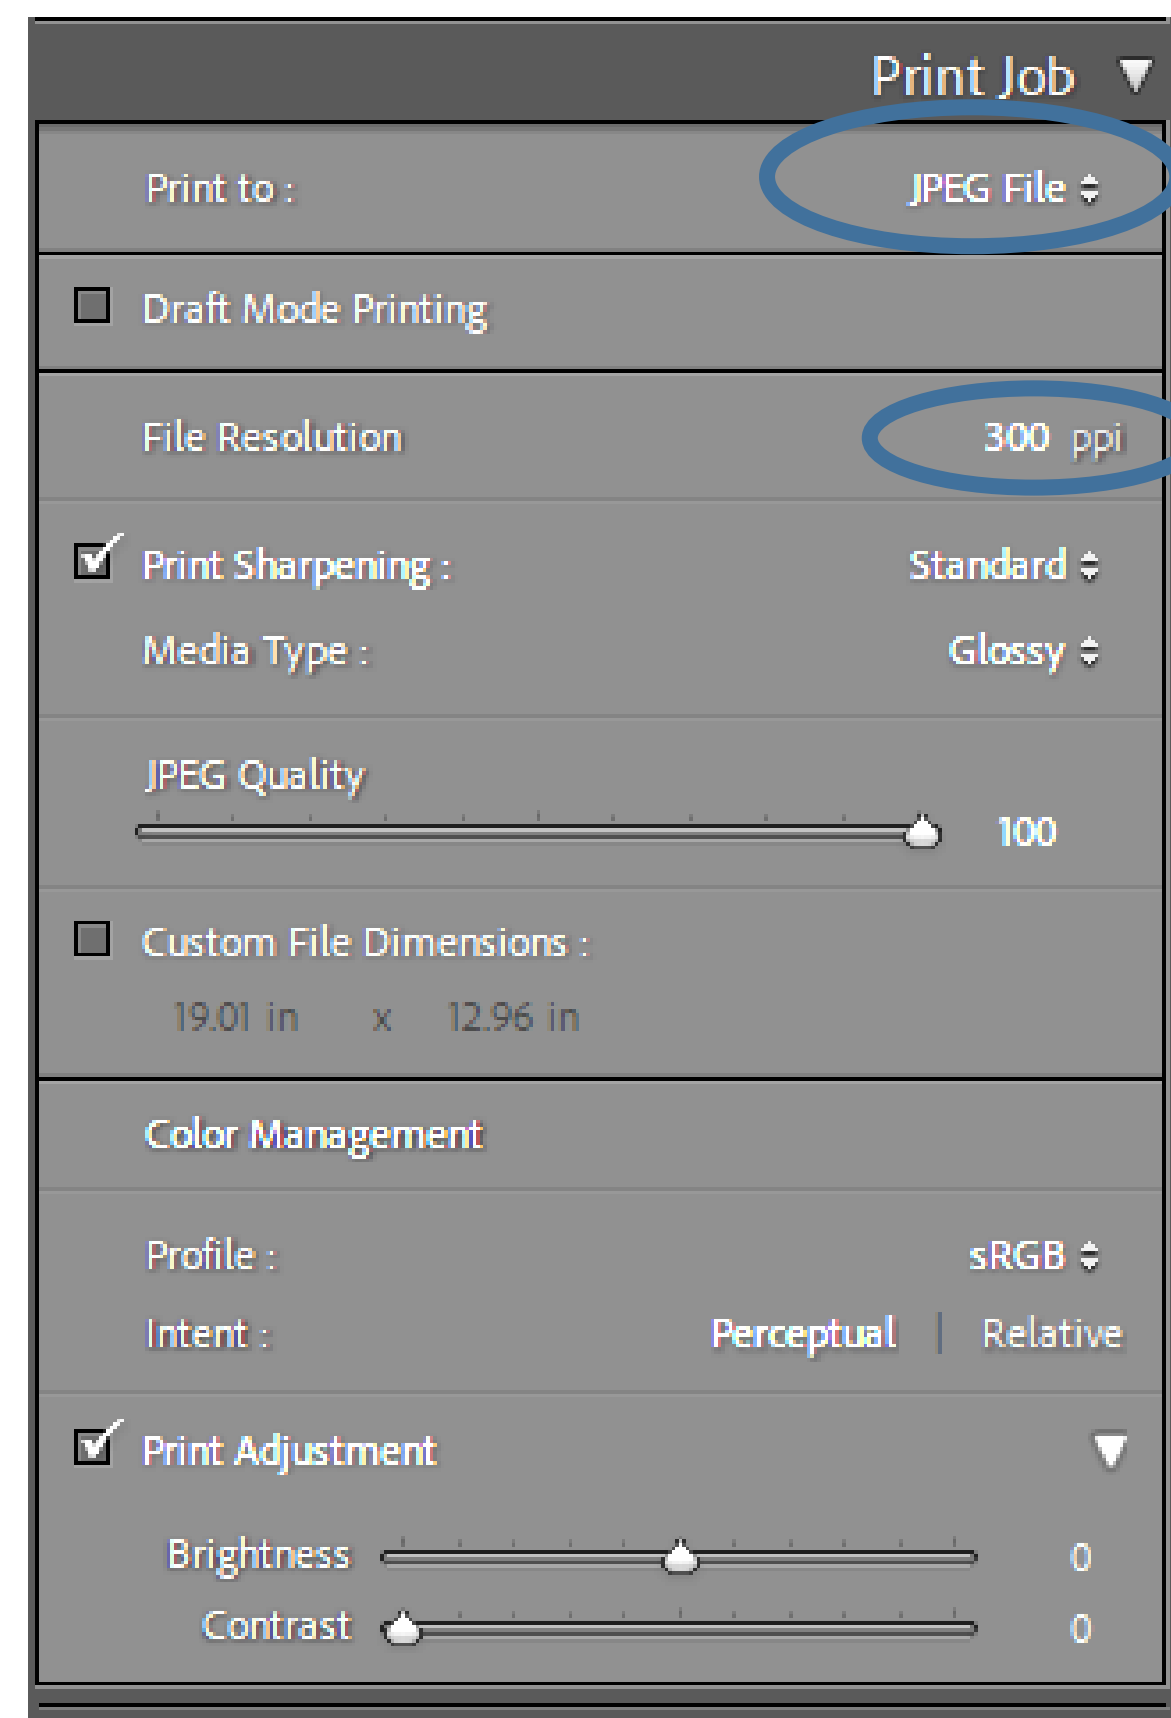 Print Job
Print to : JPEG File
Draft Mode Printing
File Resolution 300 ppi
Print Sharpening : Standard
Media Type : Glossy
JPEG Quality
100
Custom File Dimensions :
19.01 in x 12.96 in
Color Management
Profile : sRGB
Intent : Perceptual | Relative
Print Adjustment
Brightness 0
Contrast 0